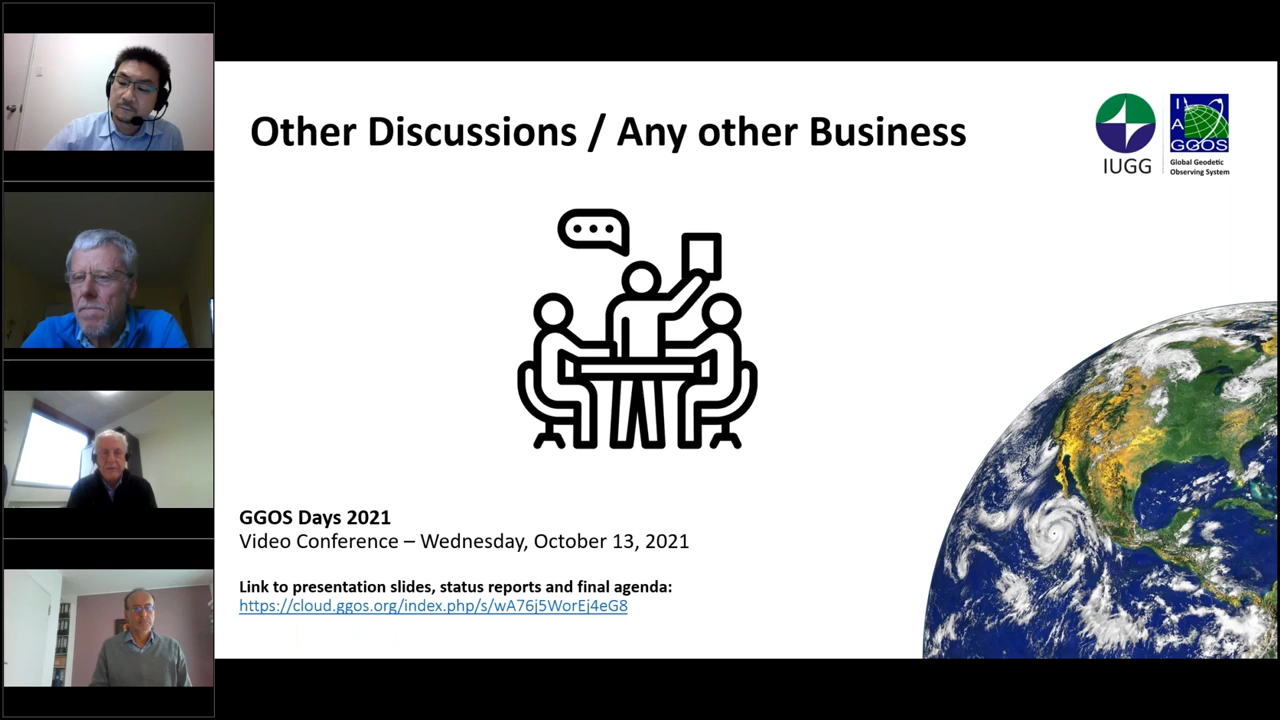 Other Discussions / Any other Business
IUGG
I
A
GGOS
Global Geodetic
Observing System
GGOS Days 2021
Video Conference – Wednesday, October 13, 2021
Link to presentation slides, status reports and final agenda:
https://cloud.ggos.org/index.php/s/wA76j5WorEj4eG8